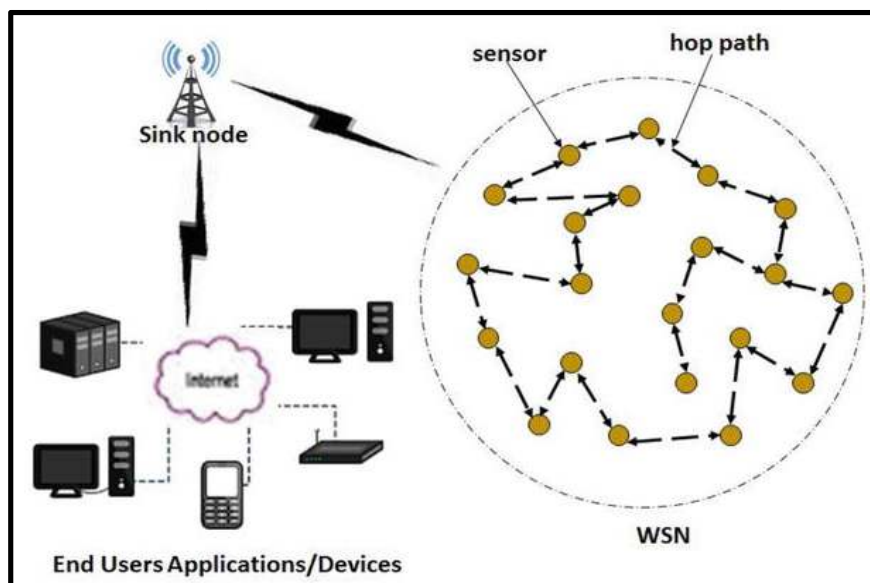 sensor
hop path
Sink node
Internet
WSN
End Users Applications/Devices